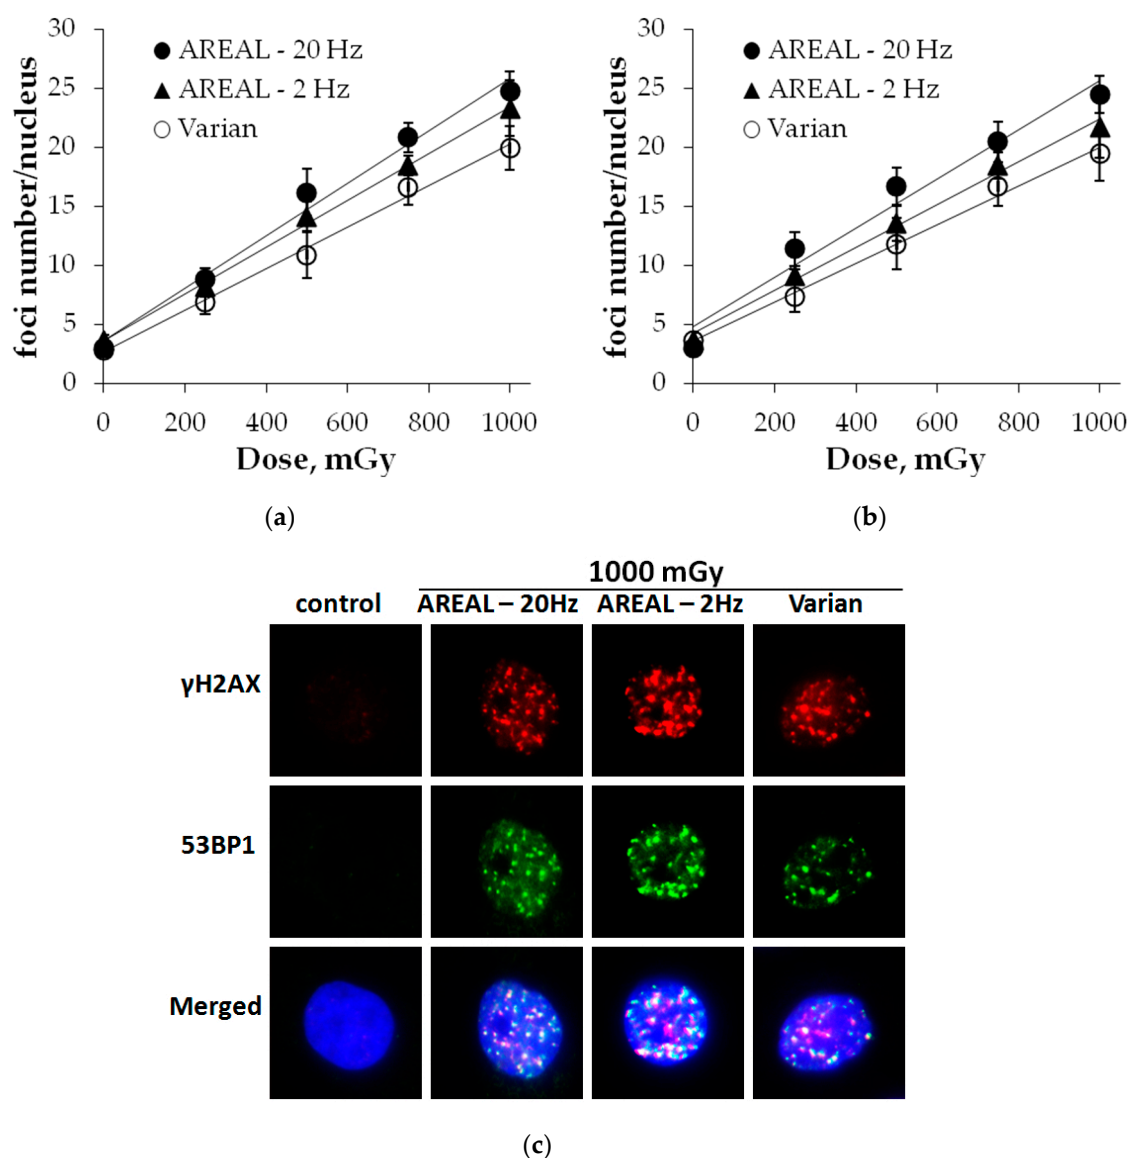 foci number/nucleus
30
25
20
15
10
5
0
AREAL - 20 Hz
AREAL - 2 Hz
Varian
0 200 400 600 800 1000
Dose, mGy
(a)
foci number/nucleus
30
25
20
15
10
5
0
AREAL - 20 Hz
AREAL - 2 Hz
Varian
0 200 400 600 800 1000
Dose, mGy
(b)
1000 mGy
control AREAL – 20Hz AREAL – 2Hz Varian
γH2AX
53BP1
Merged
(c)